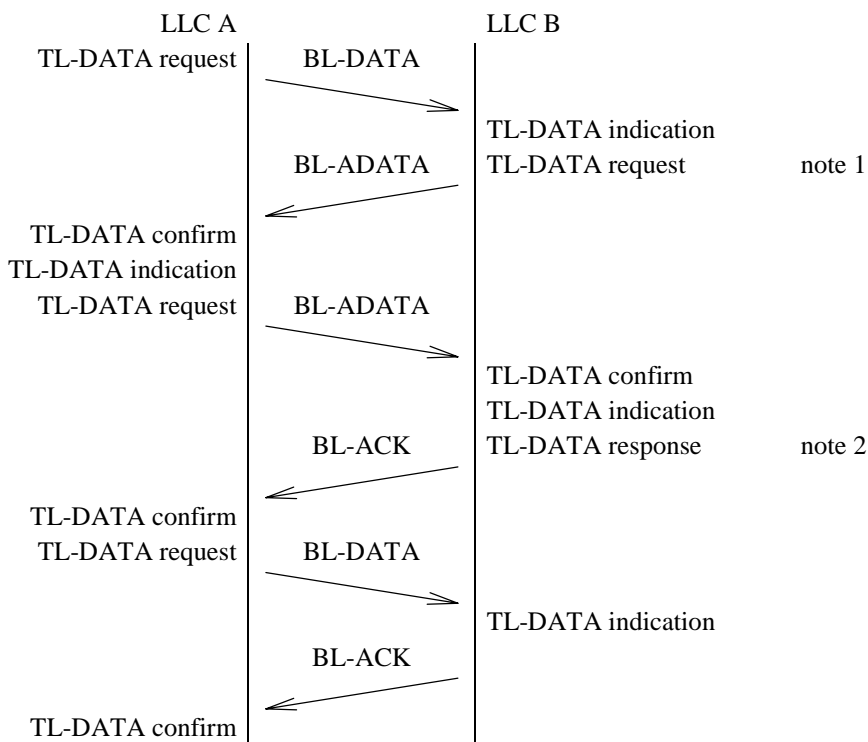 LLC A LLC B
TL-DATA request BL-DATA
TL-DATA indication
BL-ADATA TL-DATA request note 1
TL-DATA confirm
TL-DATA indication
TL-DATA request BL-ADATA
TL-DATA confirm
TL-DATA indication
BL-ACK TL-DATA response note 2
TL-DATA confirm
TL-DATA request BL-DATA
TL-DATA indication
BL-ACK
TL-DATA confirm